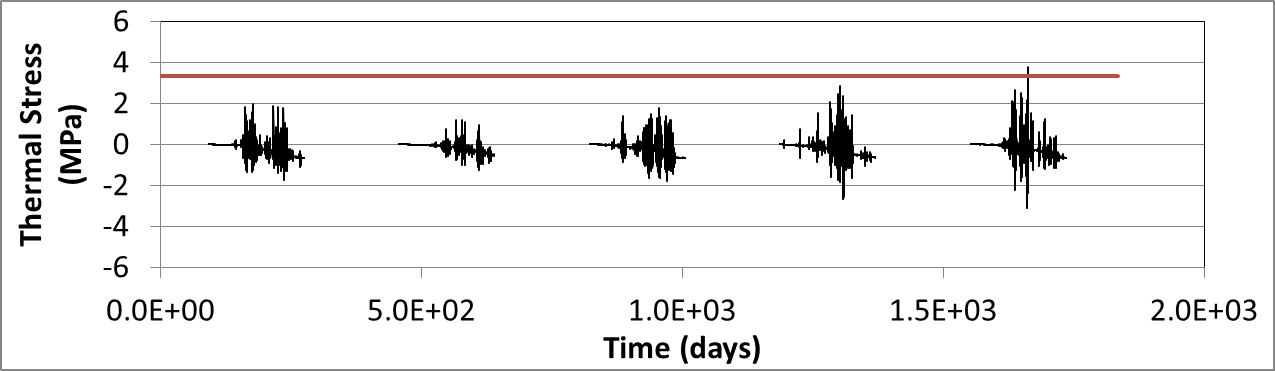 Thermal Stress
(MPa)
6
4
2
0
-2
-4
-6
0.0E+00
5.0E+02
1.0E+03
1.5E+03
2.0E+03
Time (days)